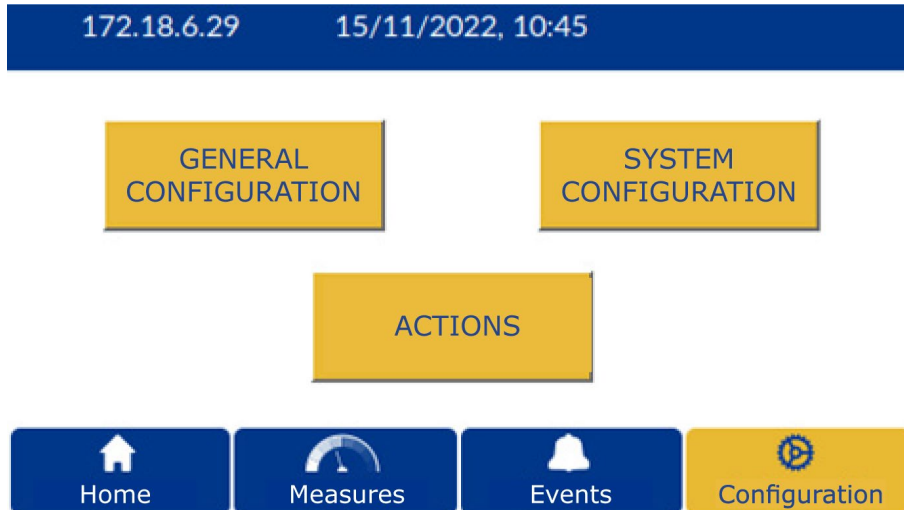 172.18.6.29 15/11/2022, 10:45
GENERAL
CONFIGURATION
SYSTEM
CONFIGURATION
ACTIONS
Home
Measures
Events
Configuration